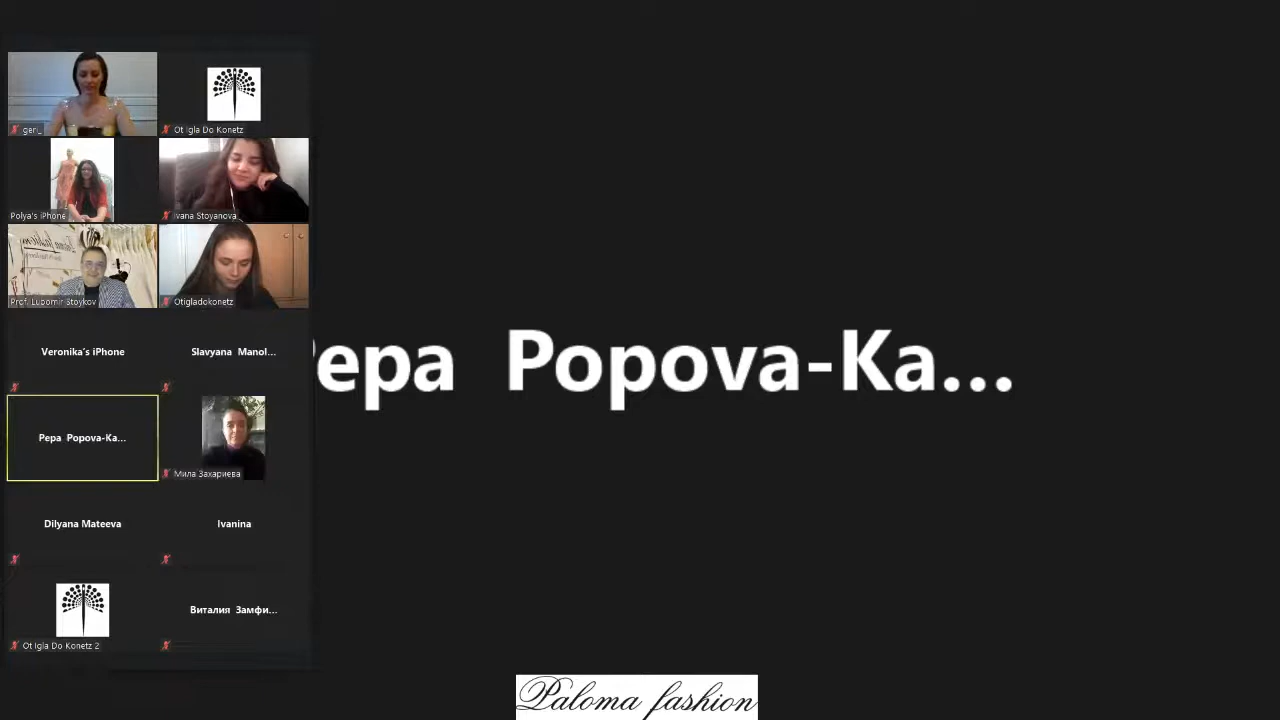 geri_
Ot Igla Do Konetz
Polya's iPhone
Ivana Stoyanova
Prof. Lubomir Stoykov
Otigladokonetz
Veronika's iPhone
Slavyana Manol...
Pepa Popova-Ka...
Мила Захариева
Dilyana Mateeva
Ivanina
Ot Igla Do Konetz 2
Виталия Замфи...
epa Popova-Ka...
Paloma fashion